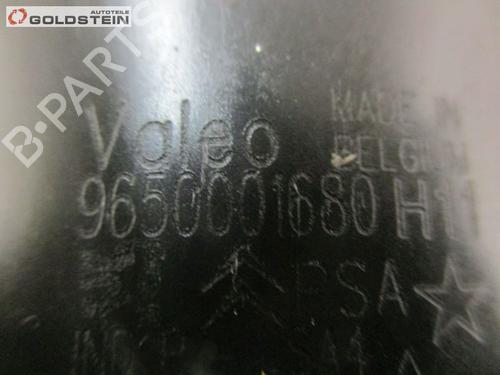 AUTOTEILE
GOLDSTEIN
B-PARTS
Valeo
MADE IN
BELGIUM
9650001680 H11
PSA